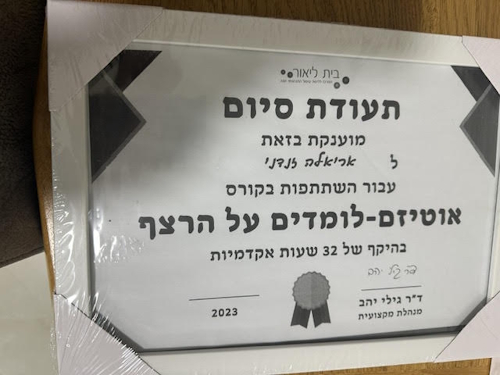 בית ליאור
תעודת סיום
מוענקת בזאת
ל אריאלה זנדני
עבור השתתפות בקורס
אוטיזם-לומדים על הרצף
בהיקף של 32 שעות אקדמיות
ד"ר גילי יהב
מנהלת מקצועית
2023